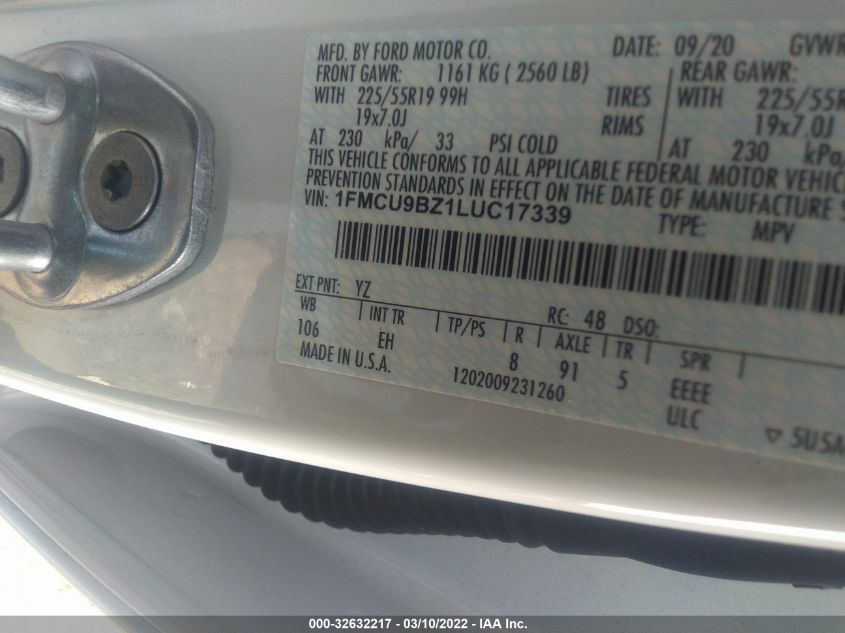 MFD. BY FORD MOTOR CO. DATE: 09/20 GVWR
FRONT GAWR: 1161 KG ( 2560 LB) REAR GAWR:
WITH 225/55R19 99H TIRES WITH 225/55R
19x7.0J RIMS 19x7.0J
AT 230 kPa/ 33 PSI COLD AT 230 kPa/
THIS VEHICLE CONFORMS TO ALL APPLICABLE FEDERAL MOTOR VEHIC
PREVENTION STANDARDS IN EFFECT ON THE DATE OF MANUFACTURE S
VIN: 1FMCU9BZ1LUC17339 TYPE: MPV
EXT PNT: YZ RC: 48 DSO:
WB INT TR TP/PS R AXLE TR SPR
106 EH 8 91 5 EEEE
MADE IN U.S.A. 1202009231260 ULC
▽ 5U5A
000-32632217 - 03/10/2022 - IAA Inc.